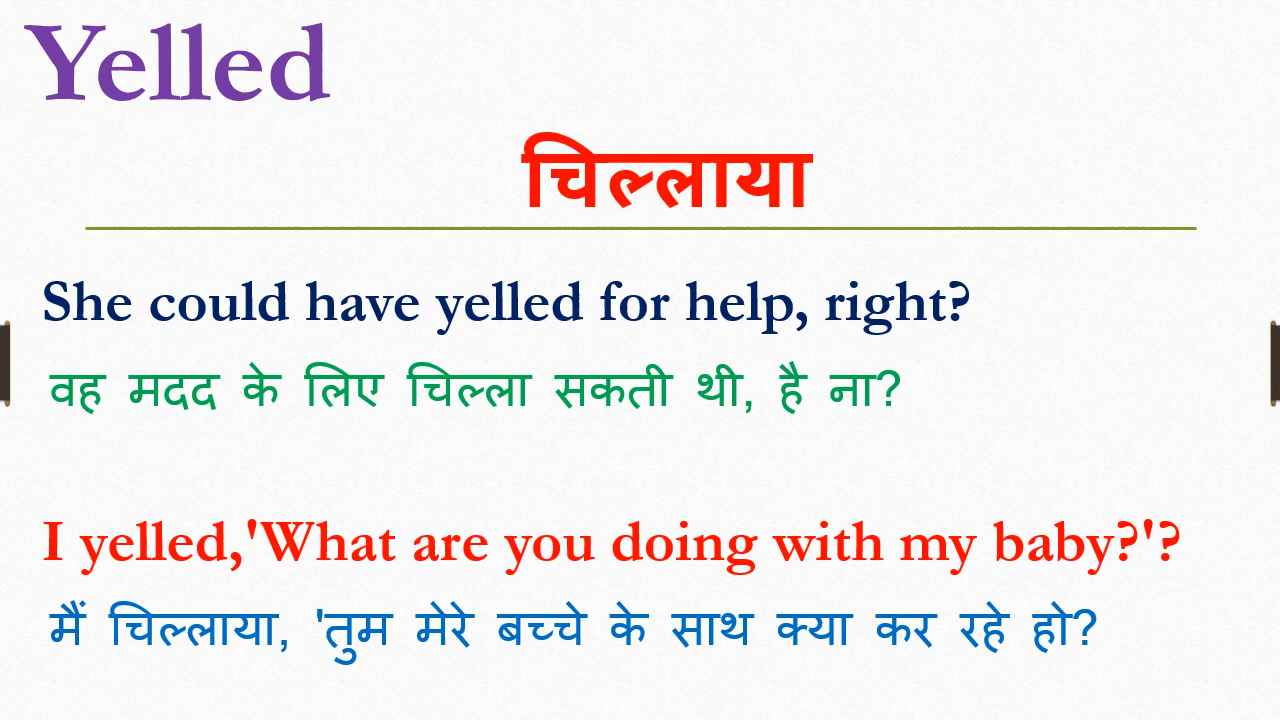 Yelled
चिल्लाया
She could have yelled for help, right?
वह मदद के लिए चिल्ला सकती थी, है ना?
I yelled,'What are you doing with my baby?'?
मैं चिल्लाया, 'तुम मेरे बच्चे के साथ क्या कर रहे हो?